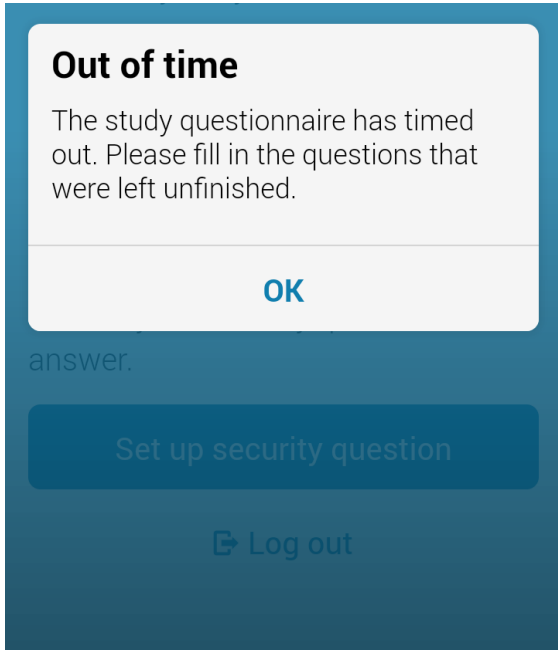 Out of time
The study questionnaire has timed
out. Please fill in the questions that
were left unfinished.
OK
answer.
Set up security question
Log out